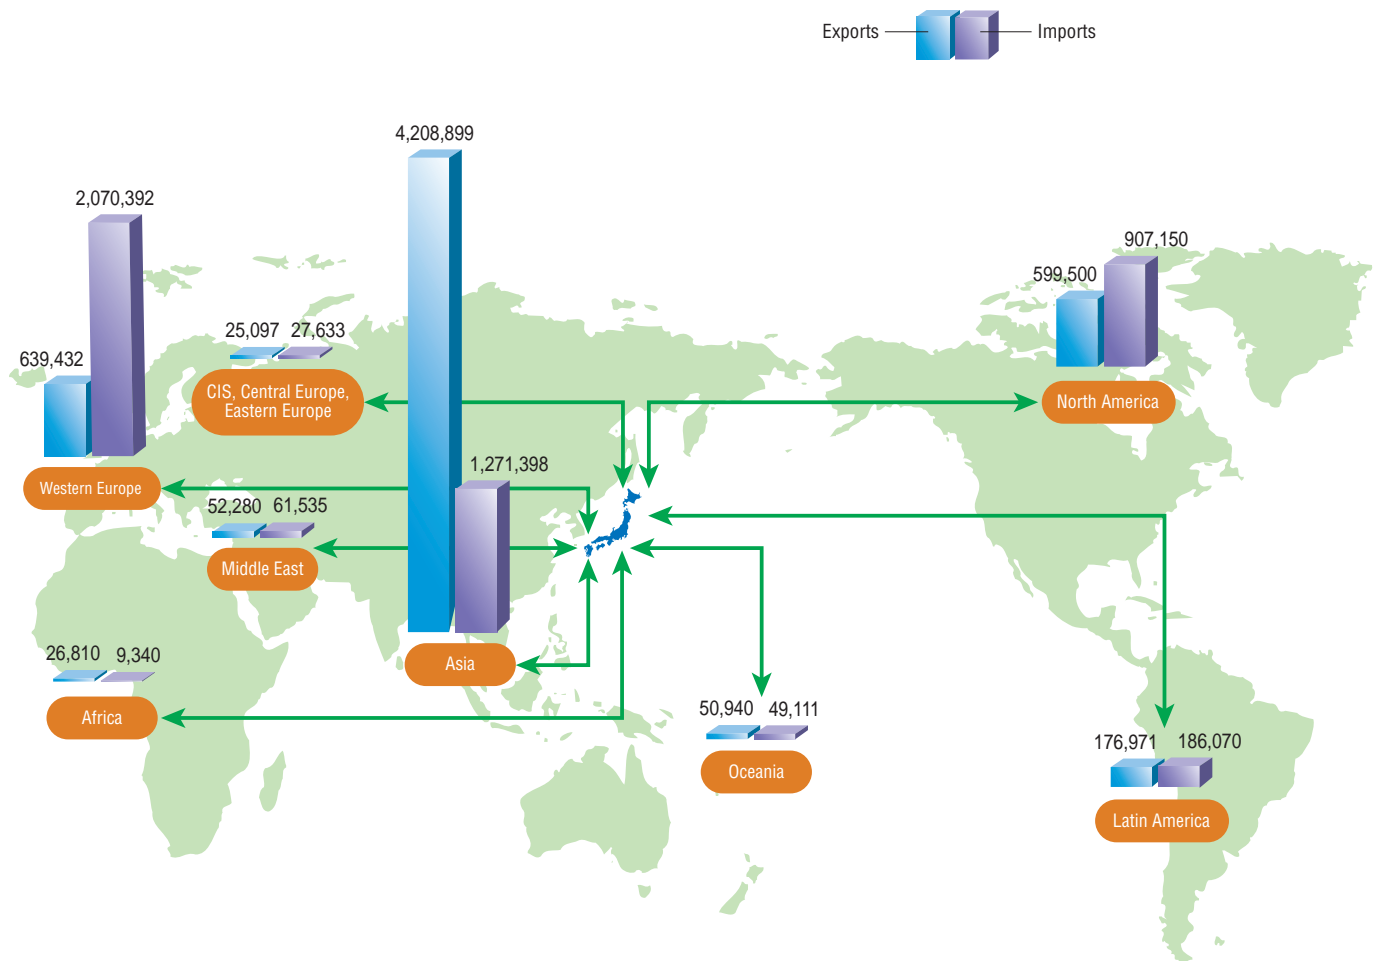 Exports
Imports
4,208,899
2,070,392
907,150
599,500
25,097
27,633
639,432
CIS, Central Europe,
Eastern Europe
North America
1,271,398
Western Europe
52,280
61,535
Middle East
26,810
9,340
Asia
Africa
50,940
49,111
176,971
186,070
Oceania
Latin America